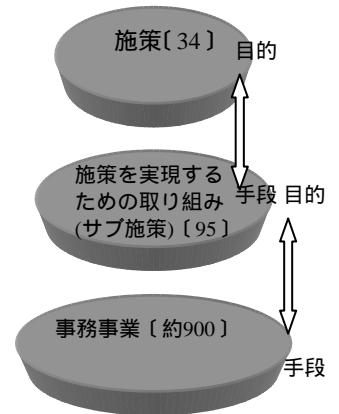 施策〔34〕
目的
施策を実現する
ための取り組み
(サブ施策)〔95〕
手段 目的
事務事業〔約900〕
手段